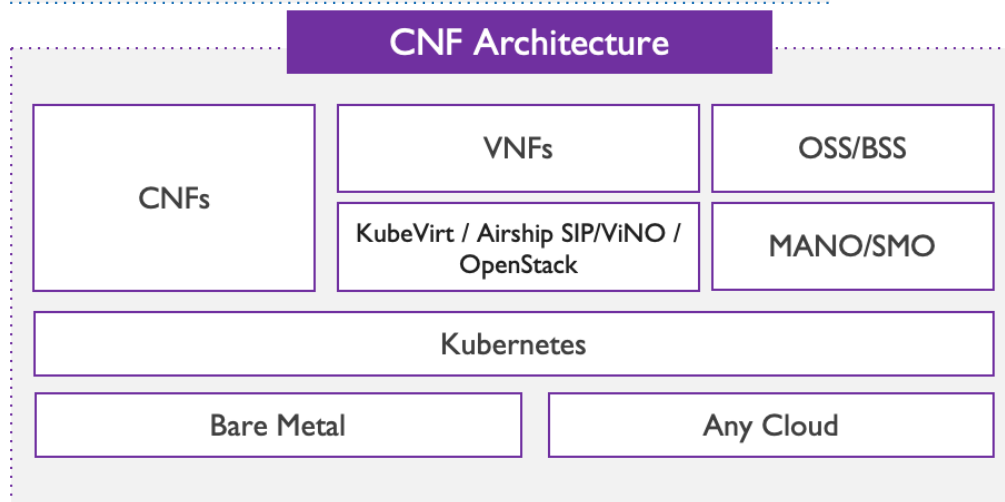 CNF Architecture
CNFs
VNFs
OSS/BSS
KubeVirt / Airship SIP/ViNO /
OpenStack
MANO/SMO
Kubernetes
Bare Metal
Any Cloud